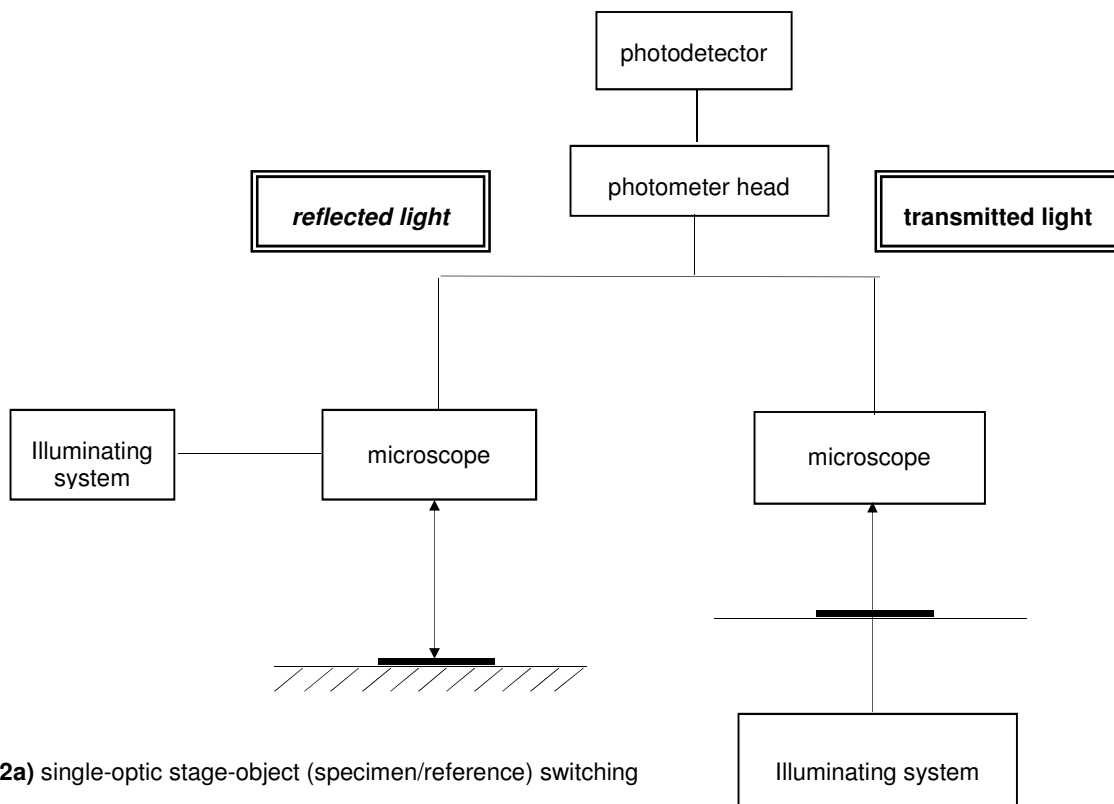 photodetector
photometer head
reflected light
transmitted light
Illuminating
system
microscope
microscope
2a) single-optic stage-object (specimen/reference) switching
Illuminating system